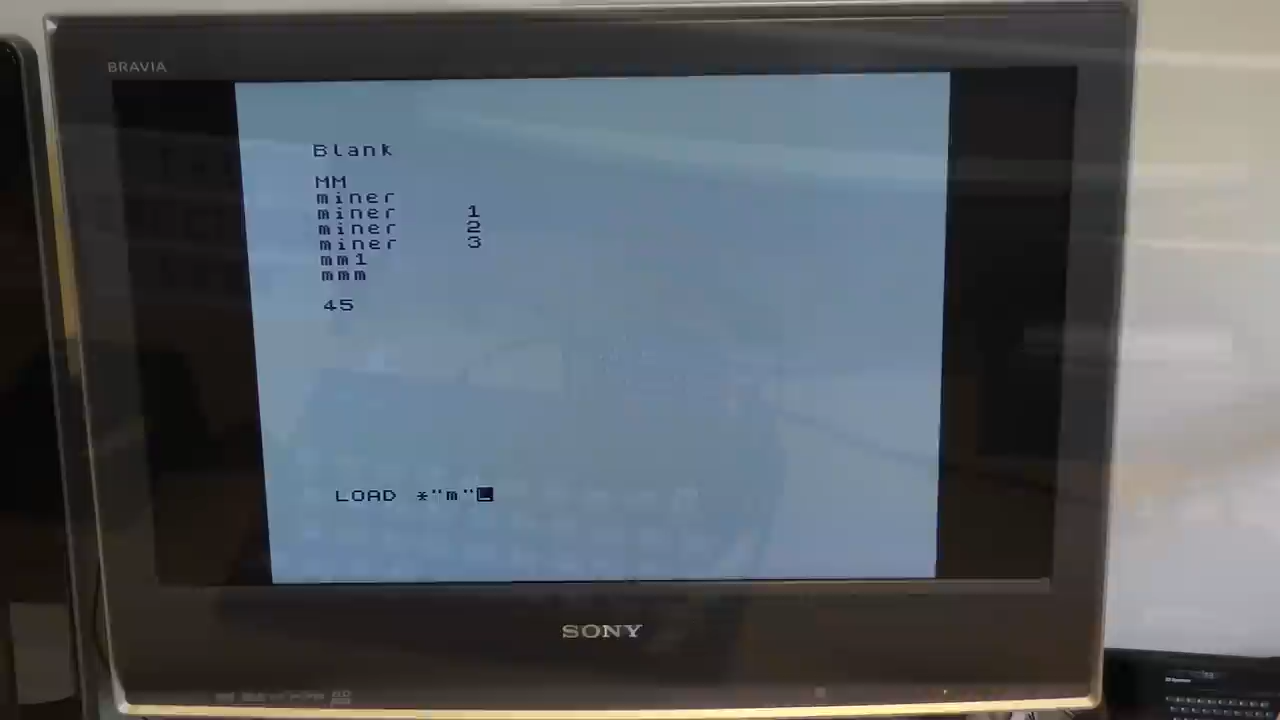 BRAVIA
Blank
MM
miner
miner 1
miner 2
miner 3
mm1
mmm
45
LOAD *"m"L
SONY